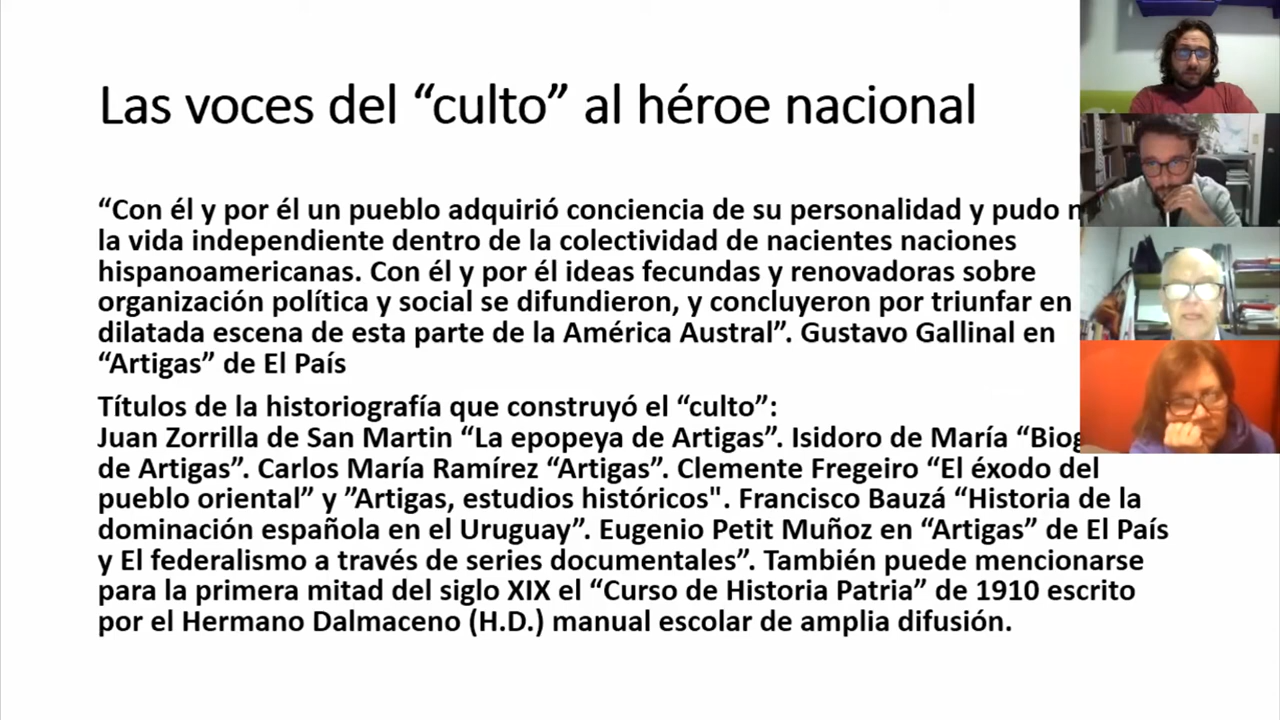 Las voces del “culto” al héroe nacional
“Con él y por él un pueblo adquirió conciencia de su personalidad y pudo
la vida independiente dentro de la colectividad de nacientes naciones
hispanoamericanas. Con él y por él ideas fecundas y renovadoras sobre
organización política y social se difundieron, y concluyeron por triunfar en
dilatada escena de esta parte de la América Austral”. Gustavo Gallinal en
“Artigas” de El País
Títulos de la historiografía que construyó el “culto”:
Juan Zorrilla de San Martin “La epopeya de Artigas”. Isidoro de María
de Artigas”. Carlos María Ramírez “Artigas”. Clemente Fregeiro “El éxodo del
pueblo oriental” y ”Artigas, estudios históricos". Francisco Bauzá “Historia de la
dominación española en el Uruguay”. Eugenio Petit Muñoz en “Artigas” de El País
y El federalismo a través de series documentales”. También puede mencionarse
para la primera mitad del siglo XIX el “Curso de Historia Patria” de 1910 escrito
por el Hermano Dalmaceno (H.D.) manual escolar de amplia difusión.